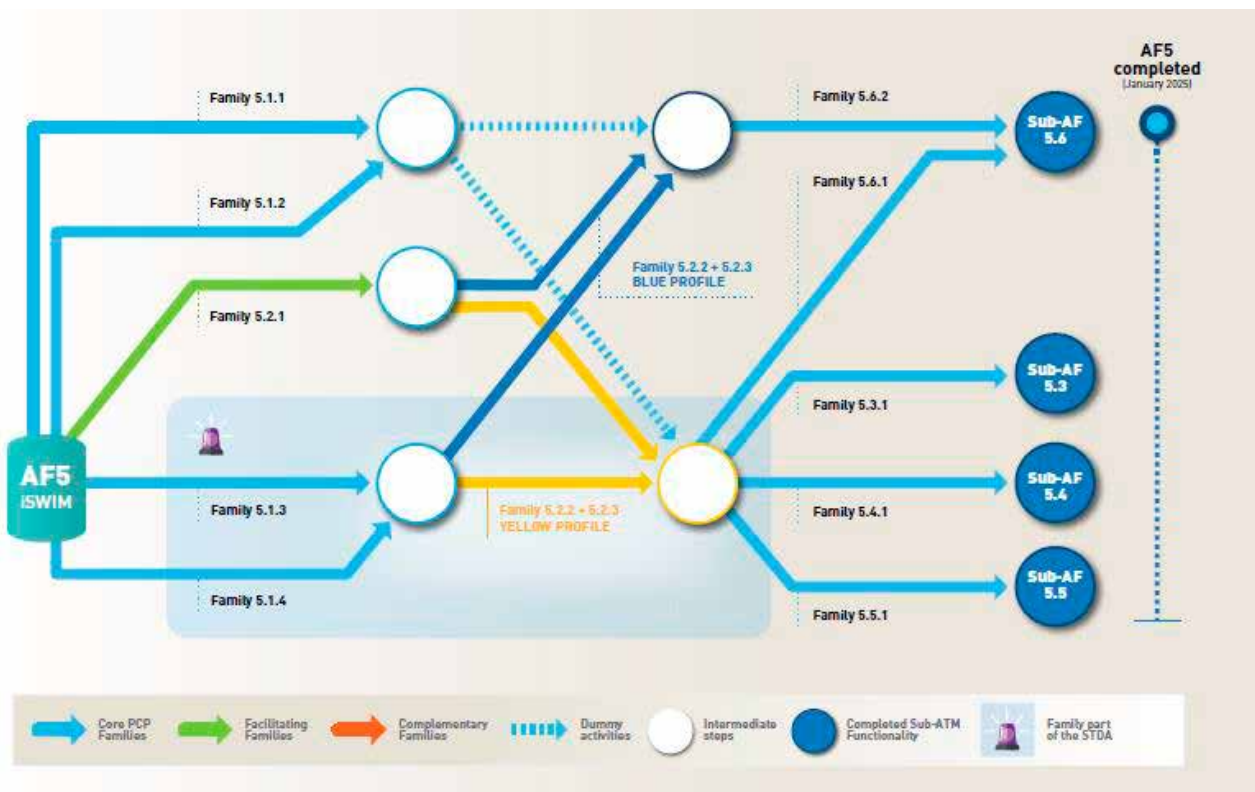 AF5
completed
(January 2025)
Family 5.1.1
Family 5.6.2
Sub-AF
5.6
Family 5.1.2
Family 5.6.1
Family 5.2.2 + 5.2.3
BLUE PROFILE
Family 5.2.1
Sub-AF
5.3
Family 5.3.1
AF5
iSWIM
Sub-AF
5.4
Family 5.1.3
Family 5.2.2 + 5.2.3
YELLOW PROFILE
Family 5.4.1
Sub-AF
5.5
Family 5.1.4
Family 5.5.1
Core PCP
Families
Facilitating
Families
Complementary
Families
Dummy
activities
Intermediate
steps
Completed Sub-ATM
Functionality
Family part
of the STDA